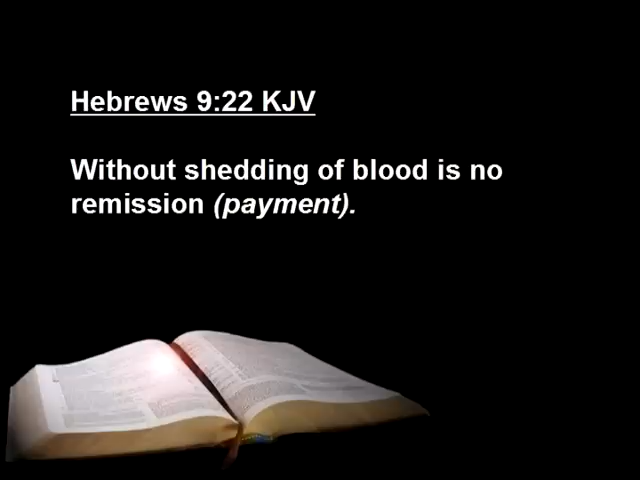 Hebrews 9:22 KJV
Without shedding of blood is no
remission (payment).